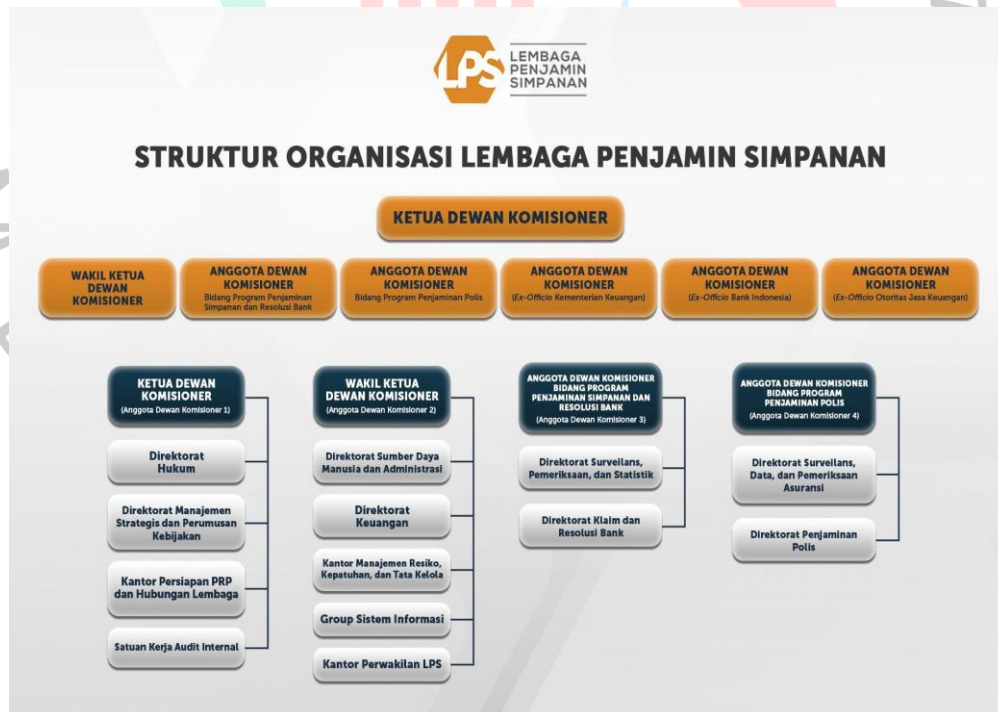 LPS
LEMBAGA
PENJAMIN
SIMPANAN
STRUKTUR ORGANISASI LEMBAGA PENJAMIN SIMPANAN
KETUA DEWAN KOMISIONER
WAKIL KETUA
DEWAN
KOMISIONER
ANGGOTA DEWAN
KOMISIONER
Bidang Program Penjaminan
Simpanan dan Resolusi Bank
ANGGOTA DEWAN
KOMISIONER
Bidang Program Penjaminan Polis
ANGGOTA DEWAN
KOMISIONER
(Ex-Officio Kementerian Keuangan)
ANGGOTA DEWAN
KOMISIONER
(Ex-Officio Bank Indonesia)
ANGGOTA DEWAN
KOMISIONER
(Ex-Officio Otoritas Jasa Keuangan)
KETUA DEWAN
KOMISIONER
(Anggota Dewan Komisioner 1)
Direktorat
Hukum
Direktorat Manajemen
Strategis dan Perumusan
Kebijakan
Kantor Persiapan PRP
dan Hubungan Lembaga
Satuan Kerja Audit Internal
WAKIL KETUA
DEWAN KOMISIONER
(Anggota Dewan Komisioner 2)
Direktorat Sumber Daya
Manusia dan Administrasi
Direktorat
Keuangan
Kantor Manajemen Resiko,
Kepatuhan, dan Tata Kelola
Group Sistem Informasi
Kantor Perwakilan LPS
ANGGOTA DEWAN KOMISIONER
BIDANG PROGRAM
PENJAMINAN SIMPANAN DAN
RESOLUSI BANK
(Anggota Dewan Komisioner 3)
Direktorat Surveilans,
Pemeriksaan, dan Statistik
Direktorat Klaim dan
Resolusi Bank
ANGGOTA DEWAN KOMISIONER
BIDANG PROGRAM
PENJAMINAN POLIS
(Anggota Dewan Komisioner 4)
Direktorat Surveilans,
Data, dan Pemeriksaan
Asuransi
Direktorat Penjaminan
Polis